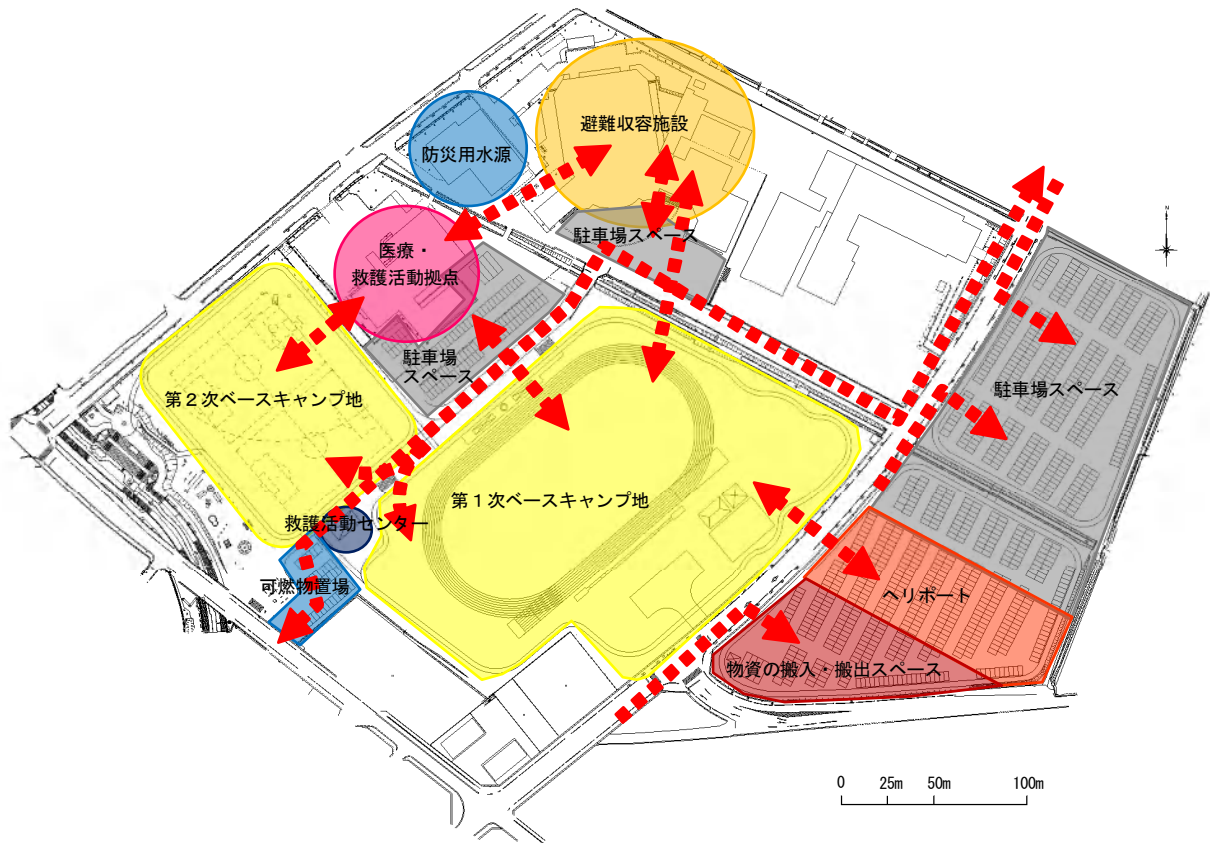 避難収容施設
防災用水源
N
駐車場スペース
医療・
救護活動拠点
駐車場
スペース
駐車場スペース
第２次ベースキャンプ地
第１次ベースキャンプ地
救護活動センター
可燃物置場
ヘリポート
物資の搬入・搬出スペース
0 25m 50m 100m